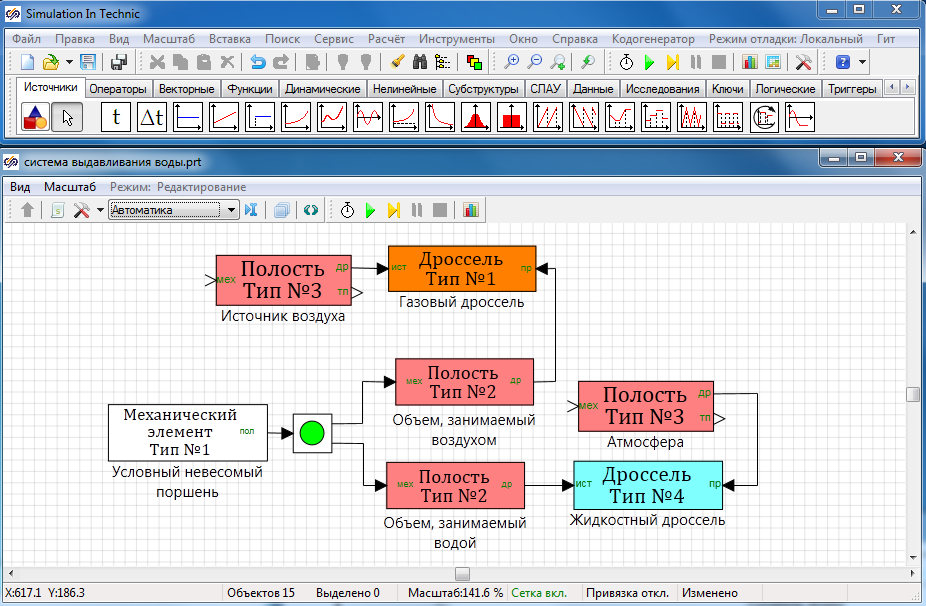 Simulation In Technic
Файл Правка Вид Масштаб Вставка Поиск Сервис Расчёт Инструменты Окно Справка Кодогенератор Режим отладки: Локальный Гит
Источники Операторы Векторные Функции Динамические Нелинейные Субструктуры СПАУ Данные Исследования Ключи Логические Триггеры
t Δt
система выдавливания воды.prt
Вид Масштаб Режим: Редактирование
Автоматика
Полость
Тип №3
мех др тп
Источник воздуха
Дроссель
Тип №1
ист пр
Газовый дроссель
Полость
Тип №2
мех др
Объем, занимаемый
воздухом
Полость
Тип №3
мех др тп
Атмосфера
Механический
элемент
Тип №1
пол
Условный невесомый
поршень
Полость
Тип №2
мех др
Объем, занимаемый
водой
Дроссель
Тип №4
ист пр
Жидкостный дроссель
X:617.1 Y:186.3 Объектов 15 Выделено 0 Масштаб:141.6 % Сетка вкл. Привязка откл. Изменено